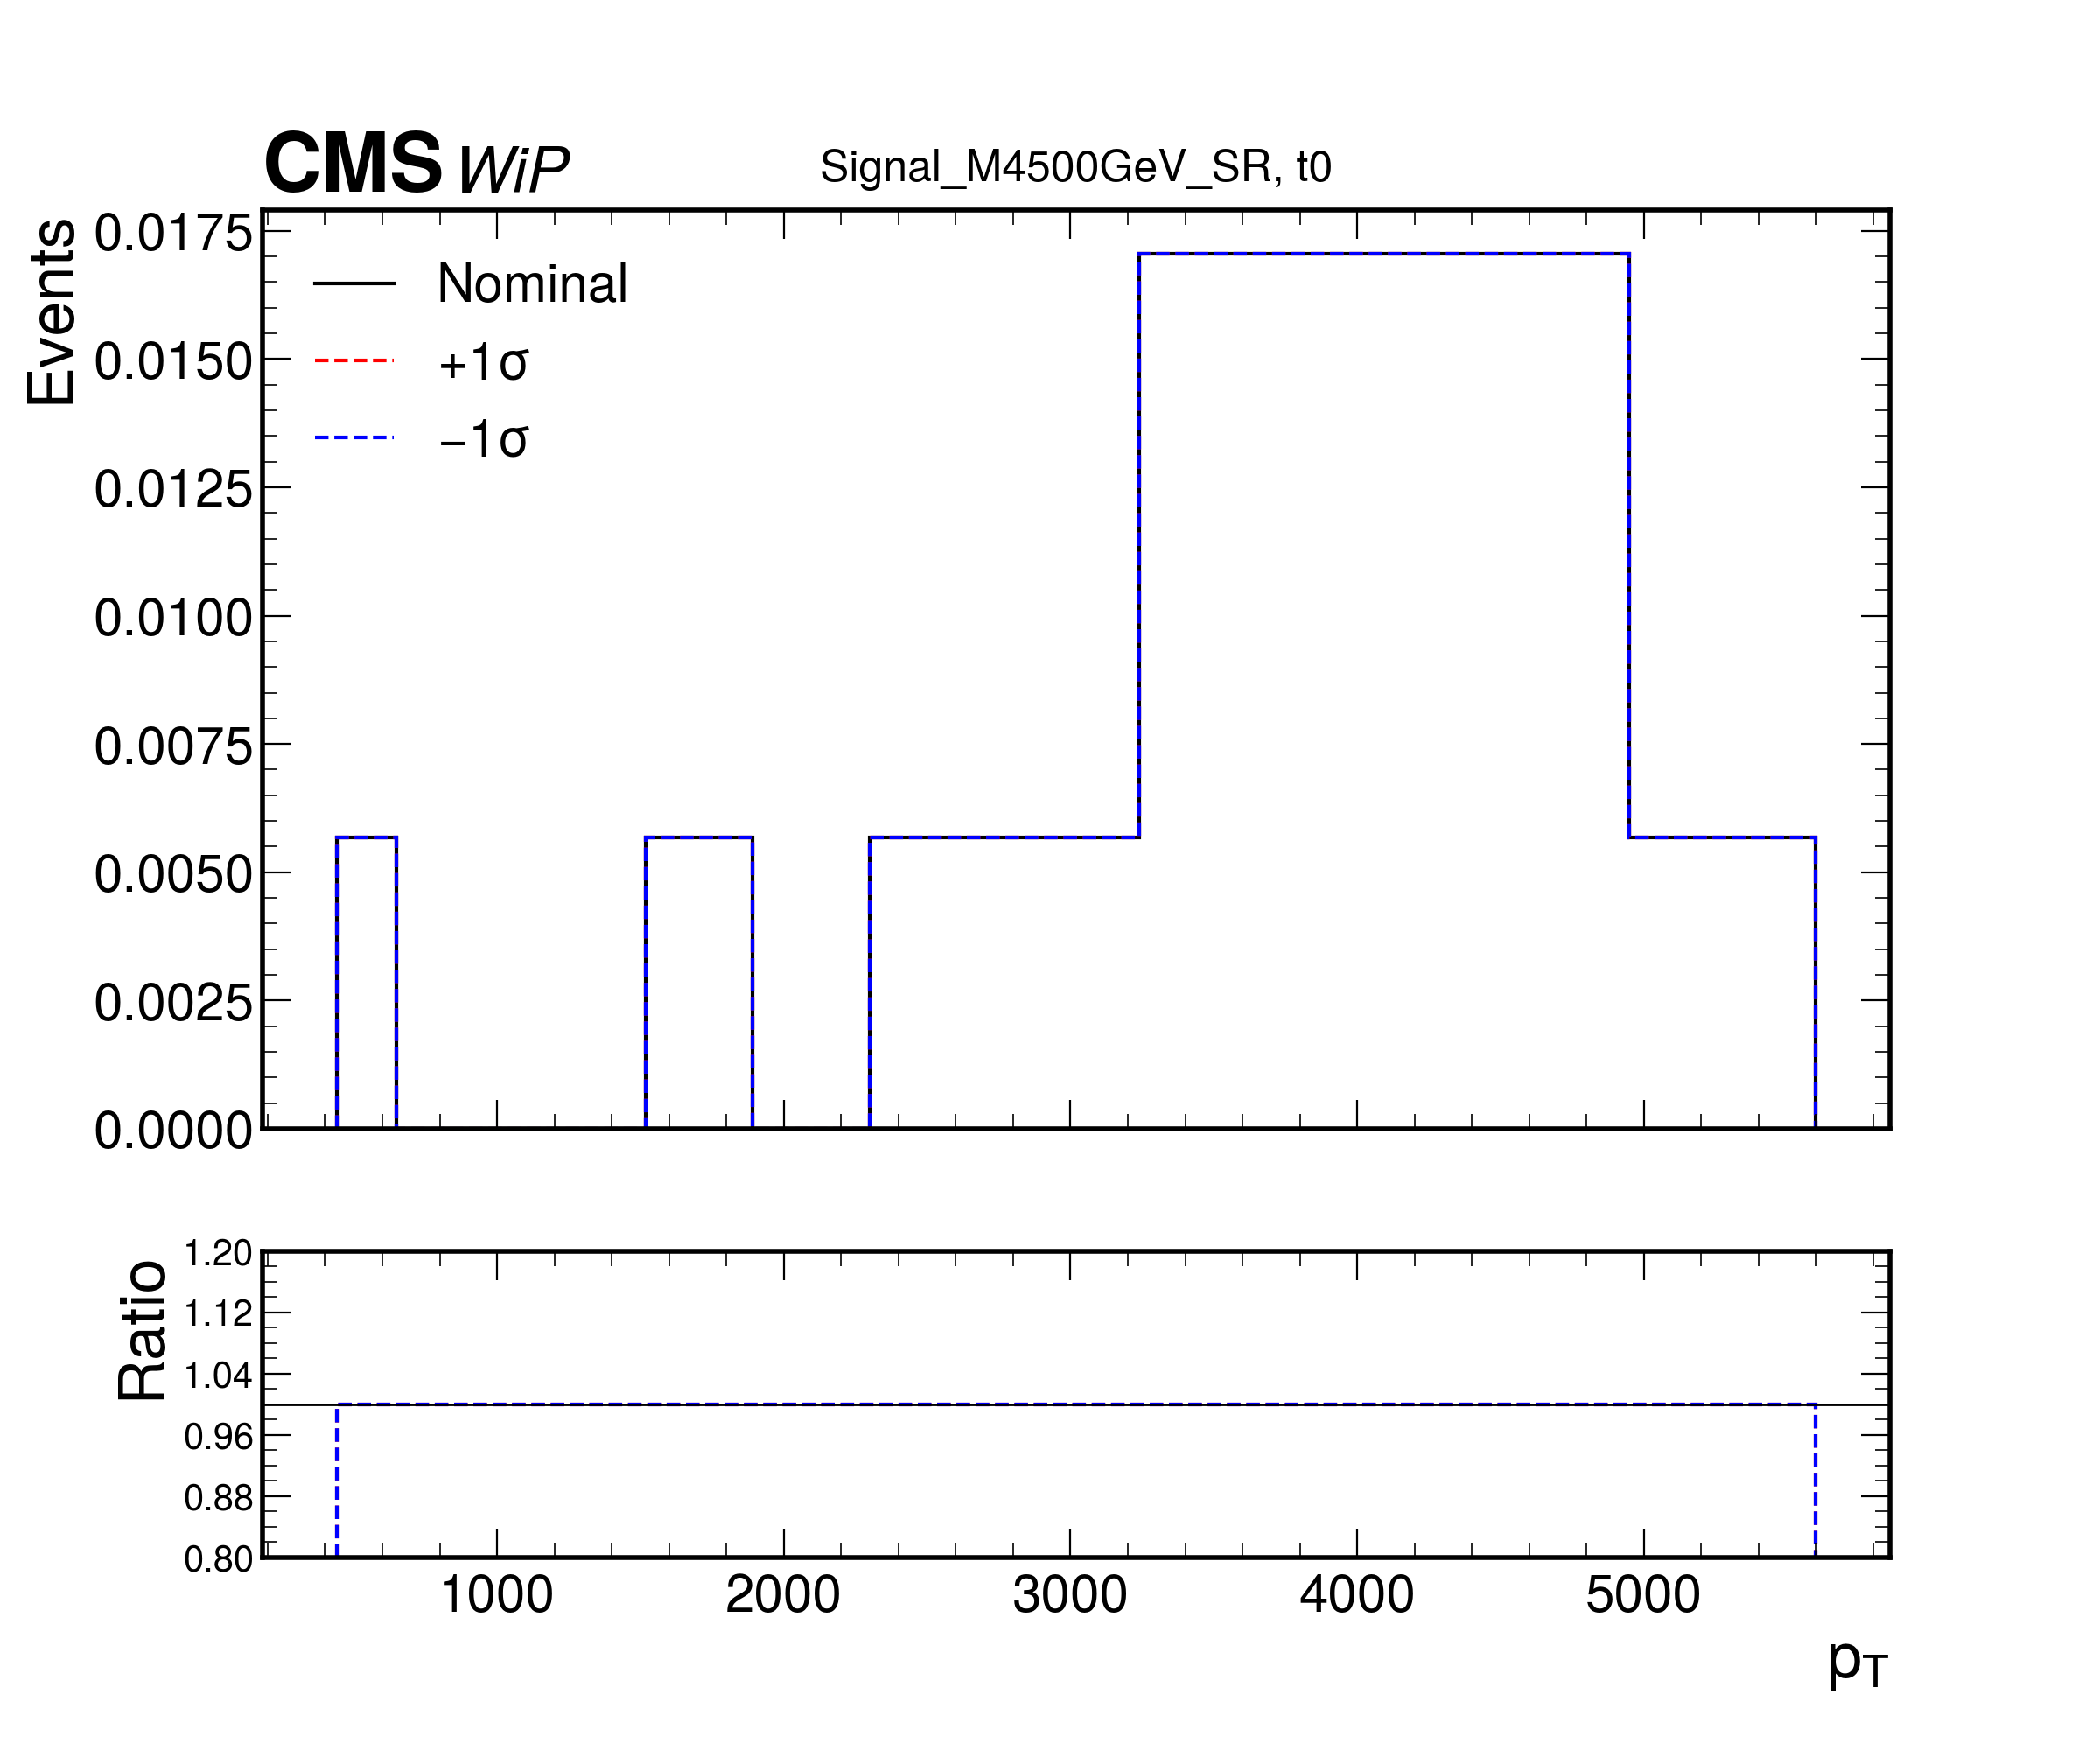 CMS WiP
Signal_M4500GeV_SR, t0
Events
0.0175
0.0150
0.0125
0.0100
0.0075
0.0050
0.0025
0.0000
Nominal
+1σ
−1σ
Ratio
1.20
1.12
1.04
0.96
0.88
0.80
1000 2000 3000 4000 5000
pT